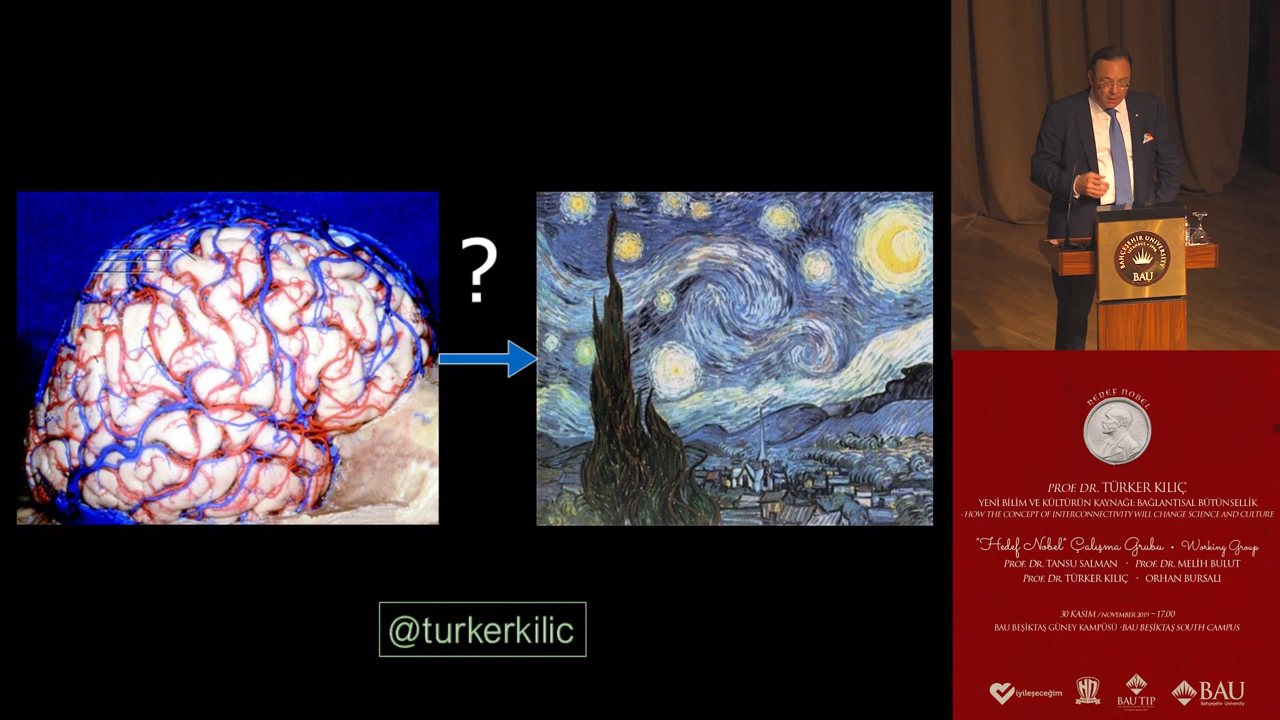 ?
@turkerkilic
BAHÇEŞEHİR UNIVERSITY
BAU
HEDEF NOBEL
PROF. DR. TÜRKER KILIÇ
YENİ BİLİM VE KÜLTÜRÜN KAYNAĞI: BAĞLANTISAL BÜTÜNSELLİK
- HOW THE CONCEPT OF INTERCONNECTIVITY WILL CHANGE SCIENCE AND CULTURE
"Hedef Nobel" Çalışma Grubu • Working Group
PROF. DR. TANSU SALMAN • PROF. DR. MELİH BULUT
PROF. DR. TÜRKER KILIÇ • ORHAN BURSALI
30 KASIM / NOVEMBER 2019 – 17.00
BAU BEŞİKTAŞ GÜNEY KAMPÜSÜ • BAU BEŞİKTAŞ SOUTH CAMPUS
iyileşeceğim
BAU TIP
BAU
Bahçeşehir University